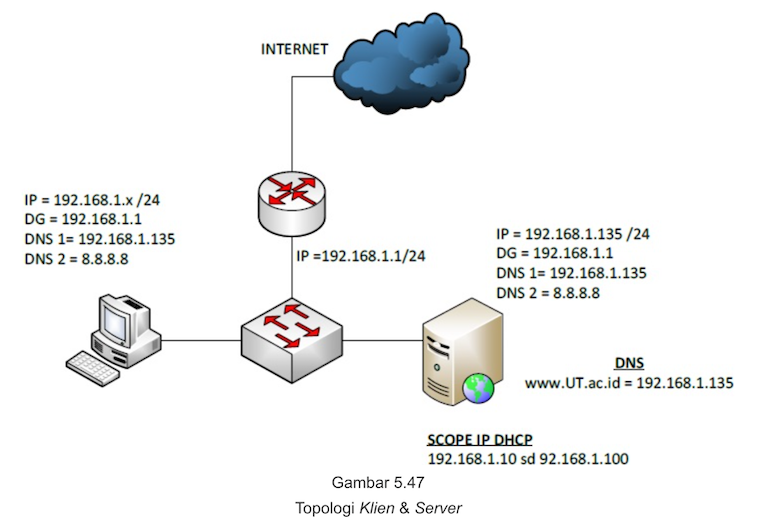 INTERNET
IP = 192.168.1.x /24
DG = 192.168.1.1
DNS 1= 192.168.1.135
DNS 2 = 8.8.8.8
IP =192.168.1.1/24
IP = 192.168.1.135 /24
DG = 192.168.1.1
DNS 1= 192.168.1.135
DNS 2 = 8.8.8.8
DNS
www.UT.ac.id = 192.168.1.135
SCOPE IP DHCP
192.168.1.10 sd 92.168.1.100
Gambar 5.47
Topologi Klien & Server